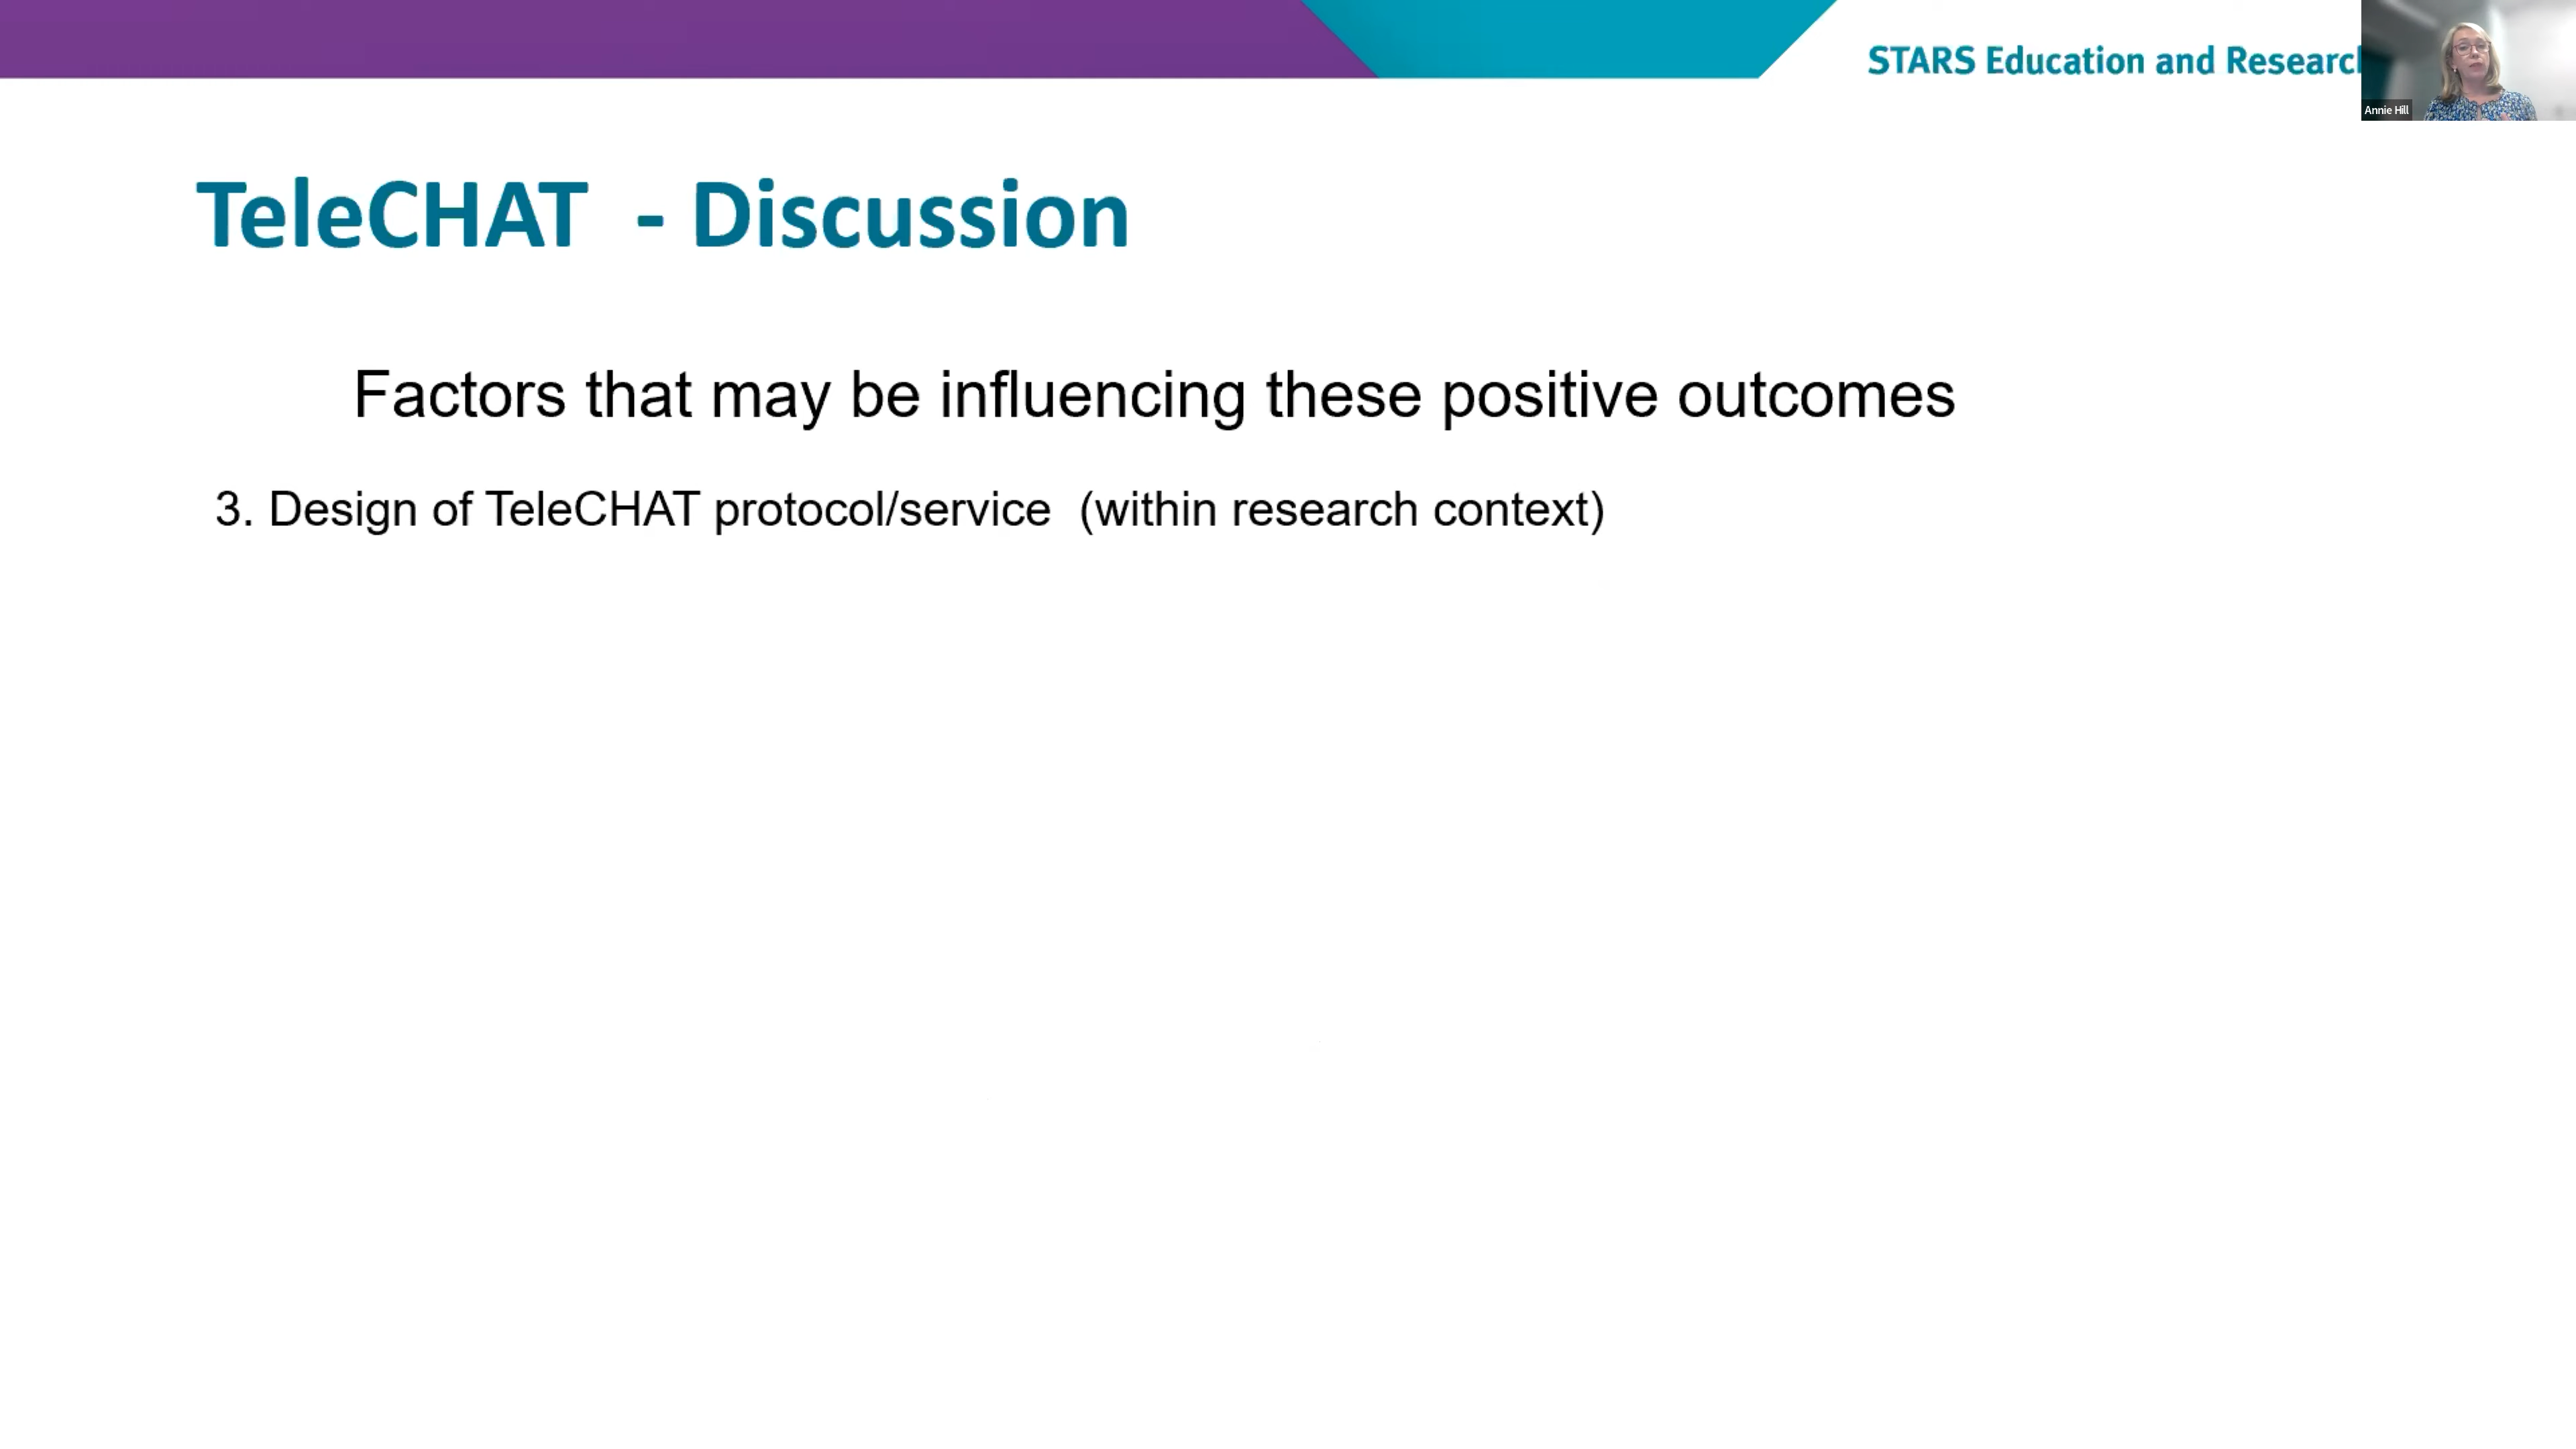 STARS Education and Research
Annie Hill
TeleCHAT - Discussion
Factors that may be influencing these positive outcomes
3. Design of TeleCHAT protocol/service (within research context)